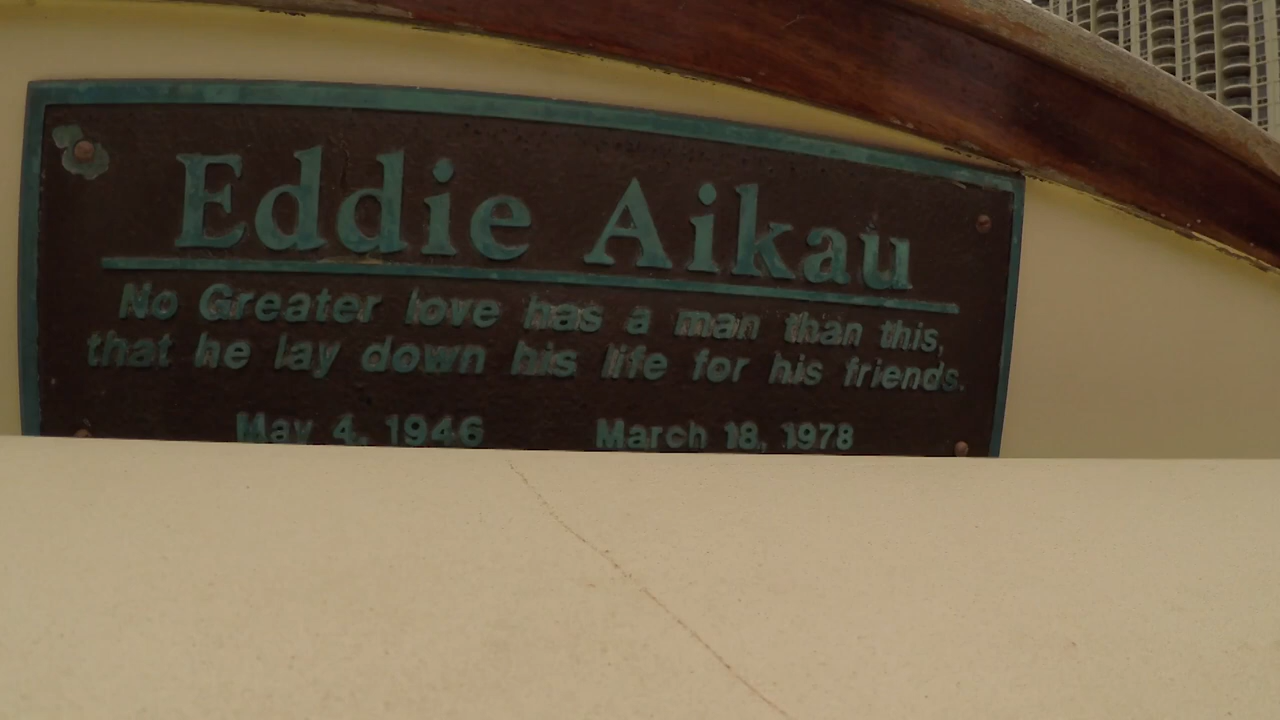 Eddie Aikau
No Greater love has a man than this,
that he lay down his life for his friends.
May 4, 1946 March 18, 1978